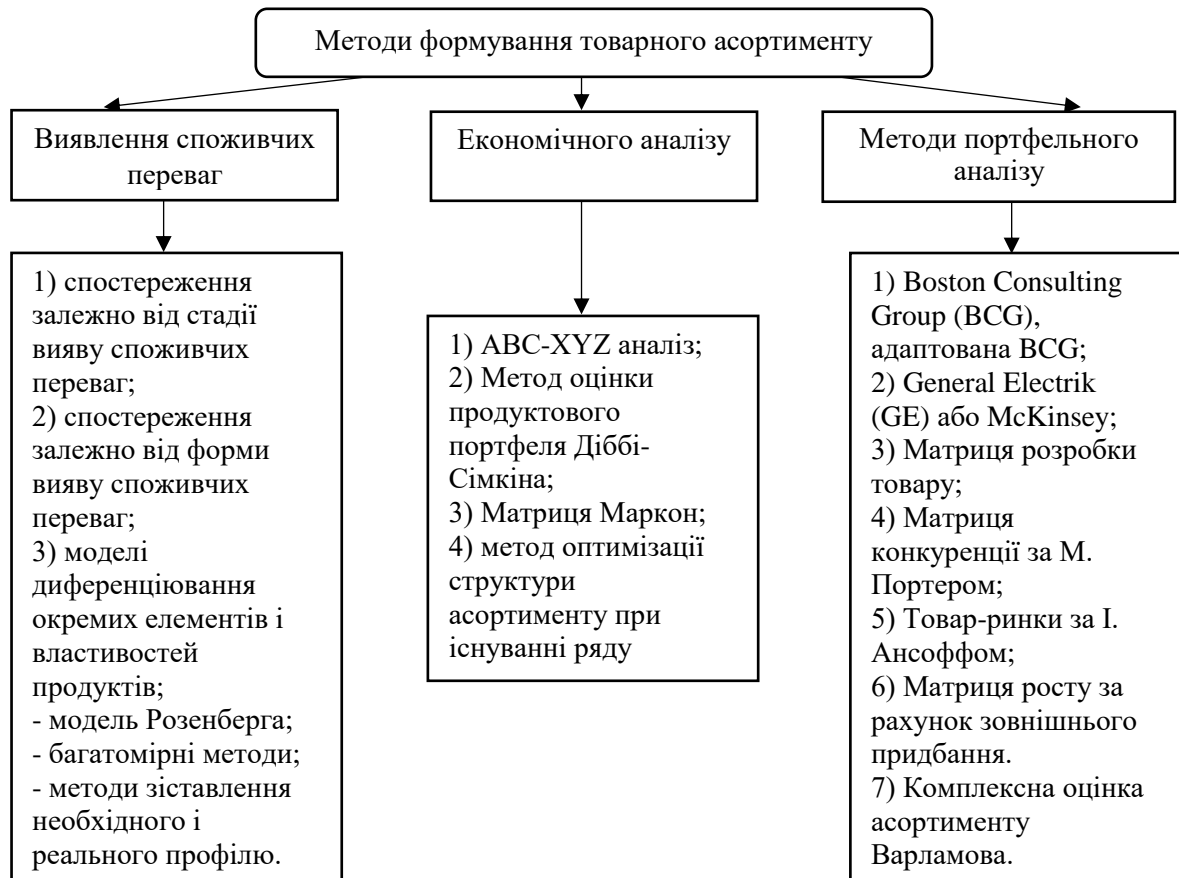 Методи формування товарного асортименту
Виявлення споживчих
переваг
Економічного аналізу
Методи портфельного
аналізу
1) спостереження
залежно від стадії
вияву споживчих
переваг;
2) спостереження
залежно від форми
вияву споживчих
переваг;
3) моделі
диференціювання
окремих елементів і
властивостей
продуктів;
- модель Розенберга;
- багатомірні методи;
- методи зіставлення
необхідного і
реального профілю.
1) ABC-XYZ аналіз;
2) Метод оцінки
продуктового
портфеля Діббі-
Сімкіна;
3) Матриця Маркон;
4) метод оптимізації
структури
асортименту при
існуванні ряду
1) Boston Consulting
Group (BCG),
адаптована BCG;
2) General Electrik
(GE) або McKinsey;
3) Матриця розробки
товару;
4) Матриця
конкуренції за М.
Портером;
5) Товар-ринки за І.
Ансоффом;
6) Матриця росту за
рахунок зовнішнього
придбання.
7) Комплексна оцінка
асортименту
Варламова.